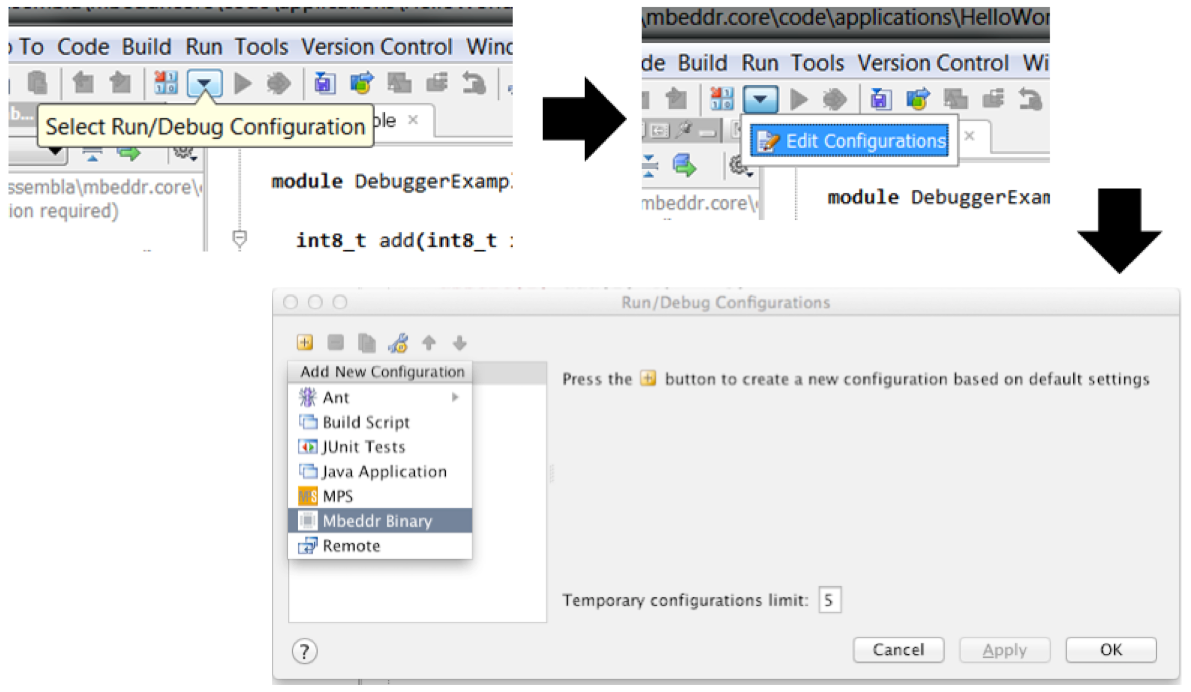 mbeddr.core\code\applications\HelloWor
To Code Build Run Tools Version Control Wind
Select Run/Debug Configuration
ple ×
ssembla\mbeddr.core\
ion required)
module DebuggerExampl
int8_t add(int8_t
\mbeddr.core\code\applications\HelloWor
de Build Run Tools Version Control Wi
Edit Configurations
×
mbeddr.core\
module DebuggerExam
Run/Debug Configurations
Add New Configuration
Ant
Build Script
JUnit Tests
Java Application
MPS
Mbeddr Binary
Remote
Press the button to create a new configuration based on default settings
Temporary configurations limit: 5
? Cancel Apply OK